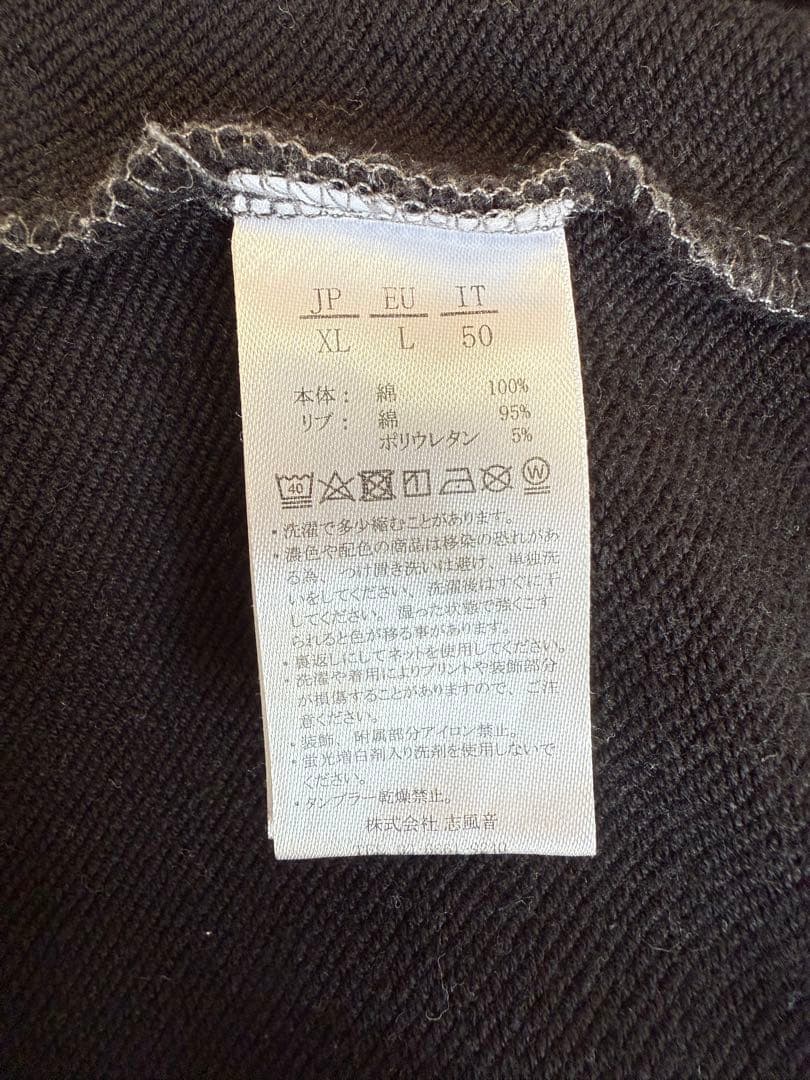 JP EU IT
XL L 50
本体: 綿 100%
リブ: 綿 95%
ポリウレタン 5%
40 W
・洗濯で多少縮むことがあります。
・濃色や配色の商品は移染の恐れがあ
る為、つけ置き洗いは避け、単独洗
いをしてください、洗濯後はすぐに干
してください。湿った状態で強くこす
られると色が移る事があります。
・裏返しにしてネットを使用してください。
・洗濯や着用によりプリントや装飾部分
が損傷することがありますので、ご注
意ください。
・装飾、附属部分アイロン禁止。
・蛍光増白剤入り洗剤を使用しないで
ください。
・タンブラー乾燥禁止。
株式会社 志風音